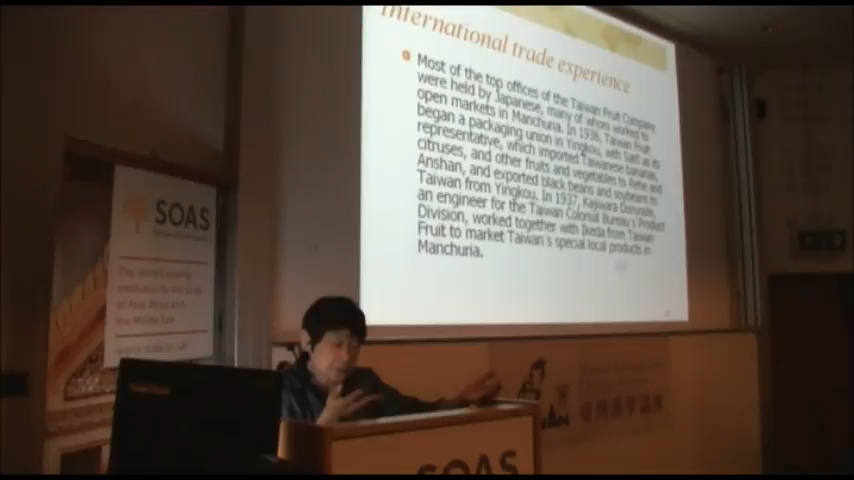 International trade experience
Most of the top offices of the Taiwan Fruit Company
were held by Japanese, many of whom worked to
open markets in Manchuria. In 1936, Taiwan Fruit
began a packaging union in Yingkou, with Sato as its
representative, which imported Taiwanese bananas,
citruses, and other fruits and vegetables to Rehe and
Anshan, and exported black beans and soybeans to
Taiwan from Yingkou. In 1937, Kajiwara
an engineer for the Taiwan Colonial Bureau's Product
Division, worked together with Ikeda from Taiwan
Fruit to market Taiwan's special local products in
Manchuria.
SOAS
The world's leading
institution for the study
of Asia, Africa and
the Middle East
SOAS